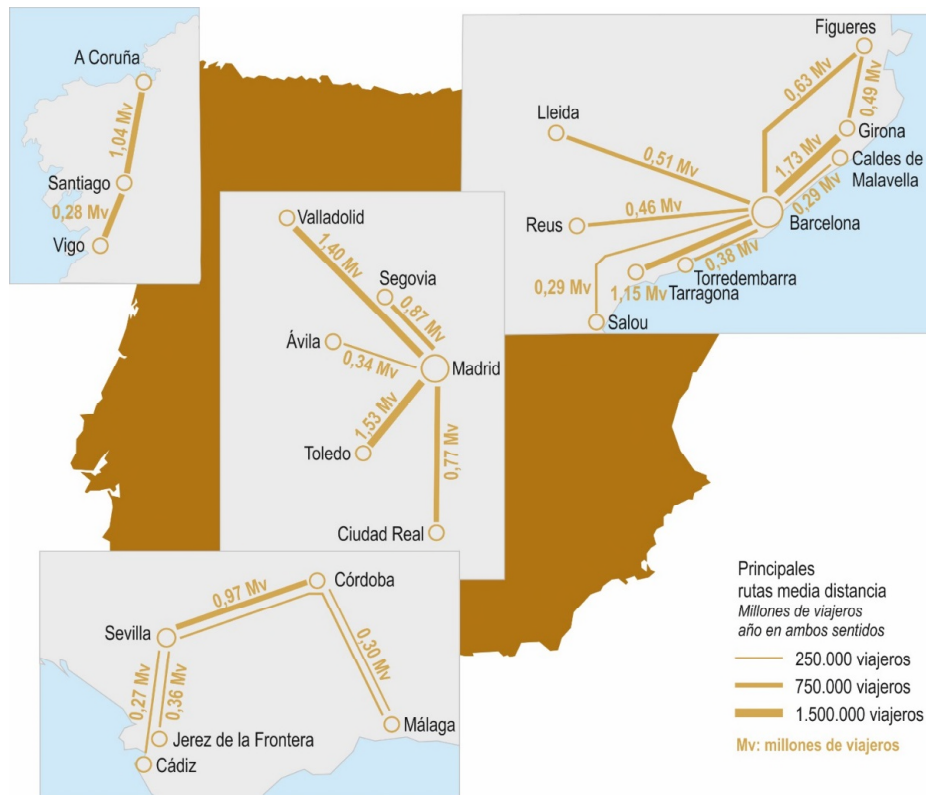 A Coruña
1,04 Mv
Santiago
0,28 Mv
Vigo
Figueres
0,63 Mv
0,49 Mv
Lleida
Girona
0,51 Mv
1,73 Mv
Caldes de
Malavella
0,29 Mv
Reus
0,46 Mv
Barcelona
0,38 Mv
Torredembarra
0,29 Mv
1,15 Mv
Tarragona
Salou
Valladolid
1,40 Mv
Segovia
0,87 Mv
Ávila
0,34 Mv
Madrid
1,53 Mv
Toledo
0,77 Mv
Ciudad Real
Córdoba
0,97 Mv
Sevilla
0,30 Mv
0,27 Mv
0,36 Mv
Málaga
Jerez de la Frontera
Cádiz
Principales
rutas media distancia
Millones de viajeros
año en ambos sentidos
250.000 viajeros
750.000 viajeros
1.500.000 viajeros
Mv: millones de viajeros